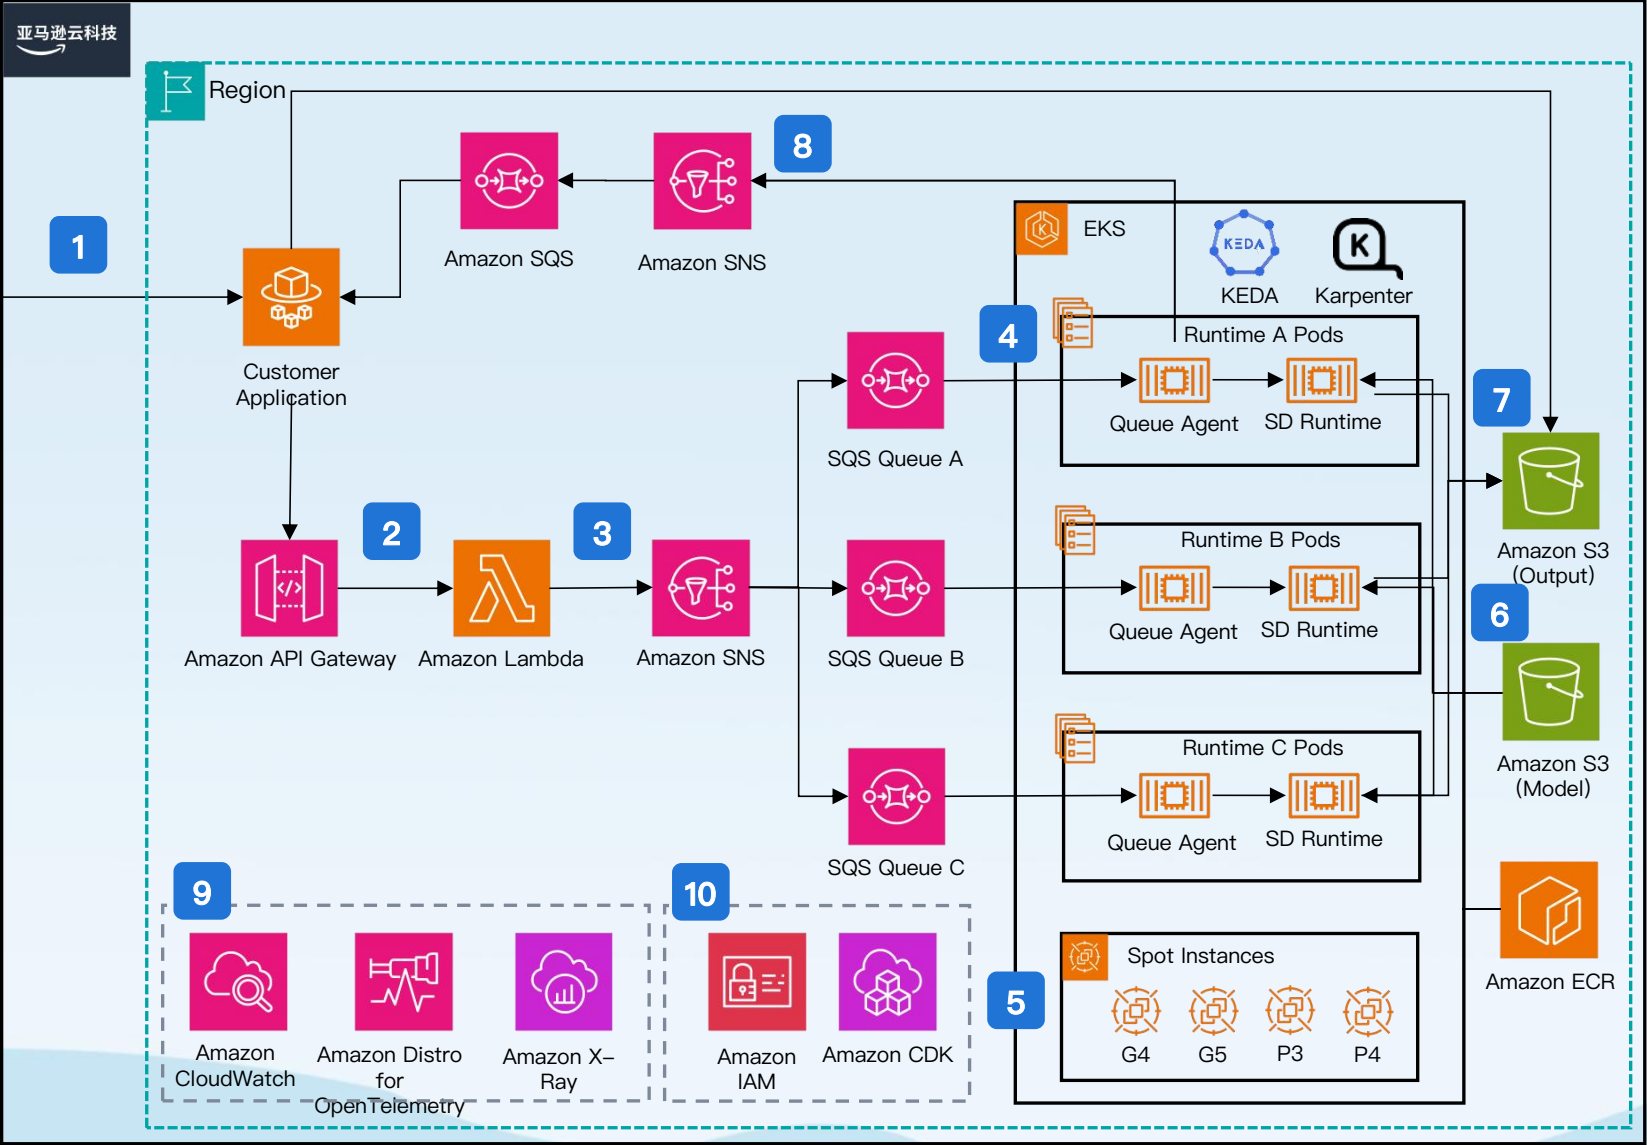 亚马逊云科技
Region
8
1
EKS
KEDA
Amazon SQS
Amazon SNS
KEDA
Karpenter
4
Runtime A Pods
Customer
Application
7
Queue Agent
SD Runtime
SQS Queue A
2
3
Runtime B Pods
Amazon S3
(Output)
6
Queue Agent
SD Runtime
Amazon API Gateway
Amazon Lambda
Amazon SNS
SQS Queue B
Runtime C Pods
Amazon S3
(Model)
Queue Agent
SD Runtime
SQS Queue C
9
10
Spot Instances
Amazon ECR
5
G4
G5
P3
P4
Amazon
CloudWatch
Amazon Distro
for
OpenTelemetry
Amazon X-
Ray
Amazon
IAM
Amazon CDK